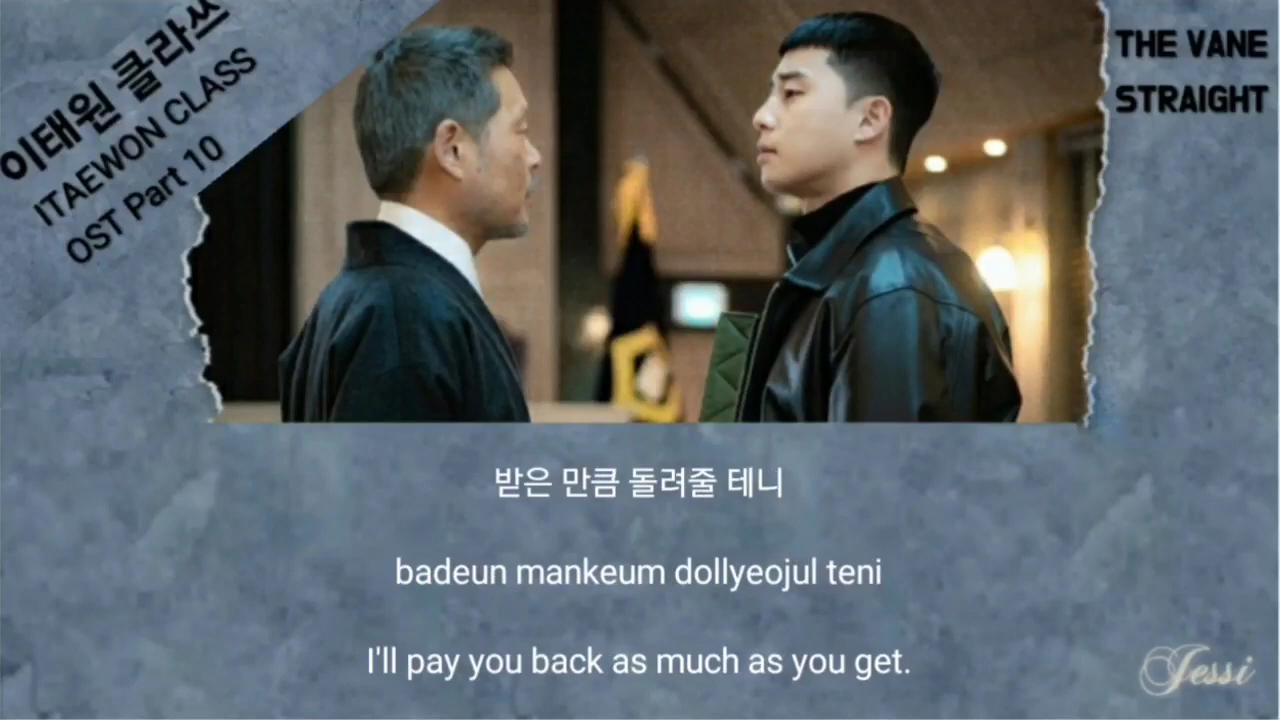 이태원 클라쓰
ITAEWON CLASS
OST Part 10
THE VANE
STRAIGHT
받은 만큼 돌려줄 테니
badeun mankeum dollyeojul teni
I'll pay you back as much as you get.
Jessi